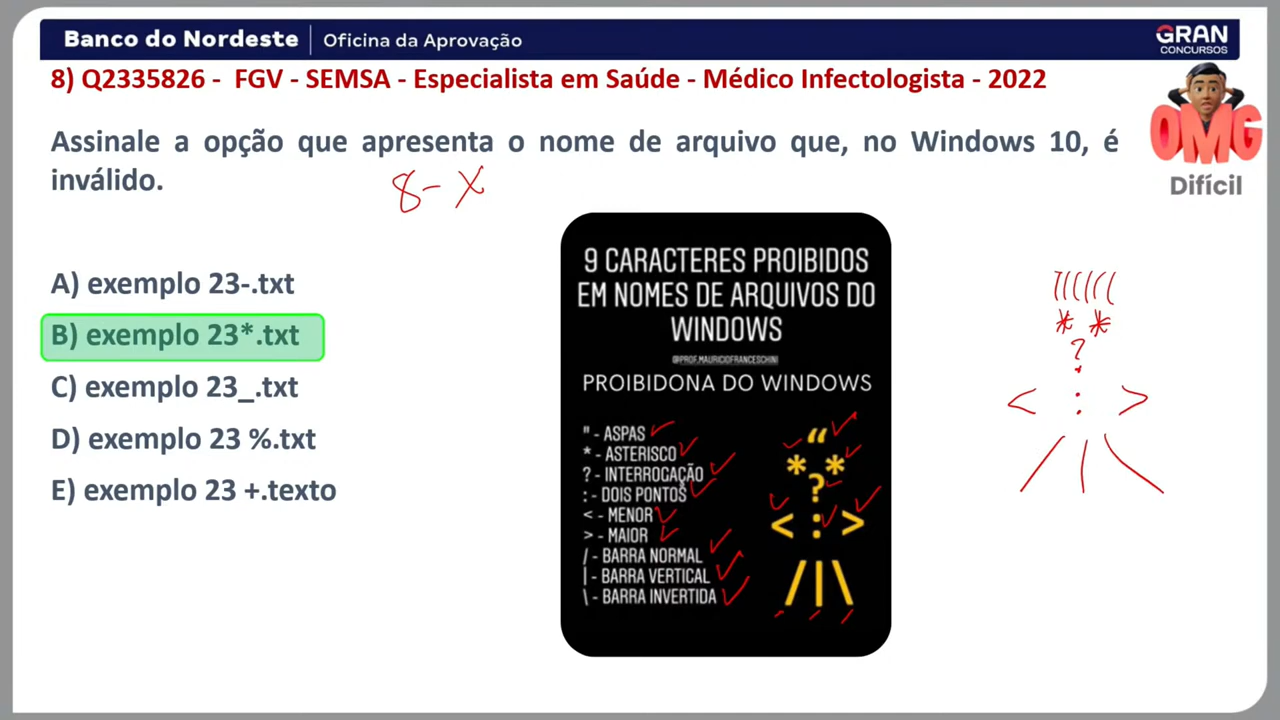 Banco do Nordeste
Oficina da Aprovação
GRAN
CONCURSOS
8) Q2335826 - FGV - SEMSA - Especialista em Saúde - Médico Infectologista - 2022
OMG
Difícil
Assinale a opção que apresenta o nome de arquivo que, no Windows 10, é
inválido.
8- X
A) exemplo 23-.txt
B) exemplo 23*.txt
C) exemplo 23_.txt
D) exemplo 23 %.txt
E) exemplo 23 +.texto
9 CARACTERES PROIBIDOS
EM NOMES DE ARQUIVOS DO
WINDOWS
@PROF.MAURICIOFRANCESCHINI
PROIBIDONA DO WINDOWS
" - ASPAS
* - ASTERISCO
? - INTERROGAÇÃO
: - DOIS PONTOS
< - MENOR
> - MAIOR
/ - BARRA NORMAL
| - BARRA VERTICAL
\ - BARRA INVERTIDA
“
* *
?
< : >
/ | \
* *
?
< : >
/ | \